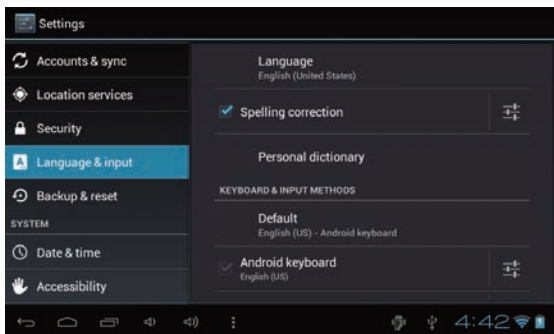 Settings
Accounts & sync
Location services
Security
Language & input
Backup & reset
SYSTEM
Date & time
Accessibility
Language
English (United States)
Spelling correction
Personal dictionary
KEYBOARD & INPUT METHODS
Default
English (US) - Android keyboard
Android keyboard
English (US)
4:42